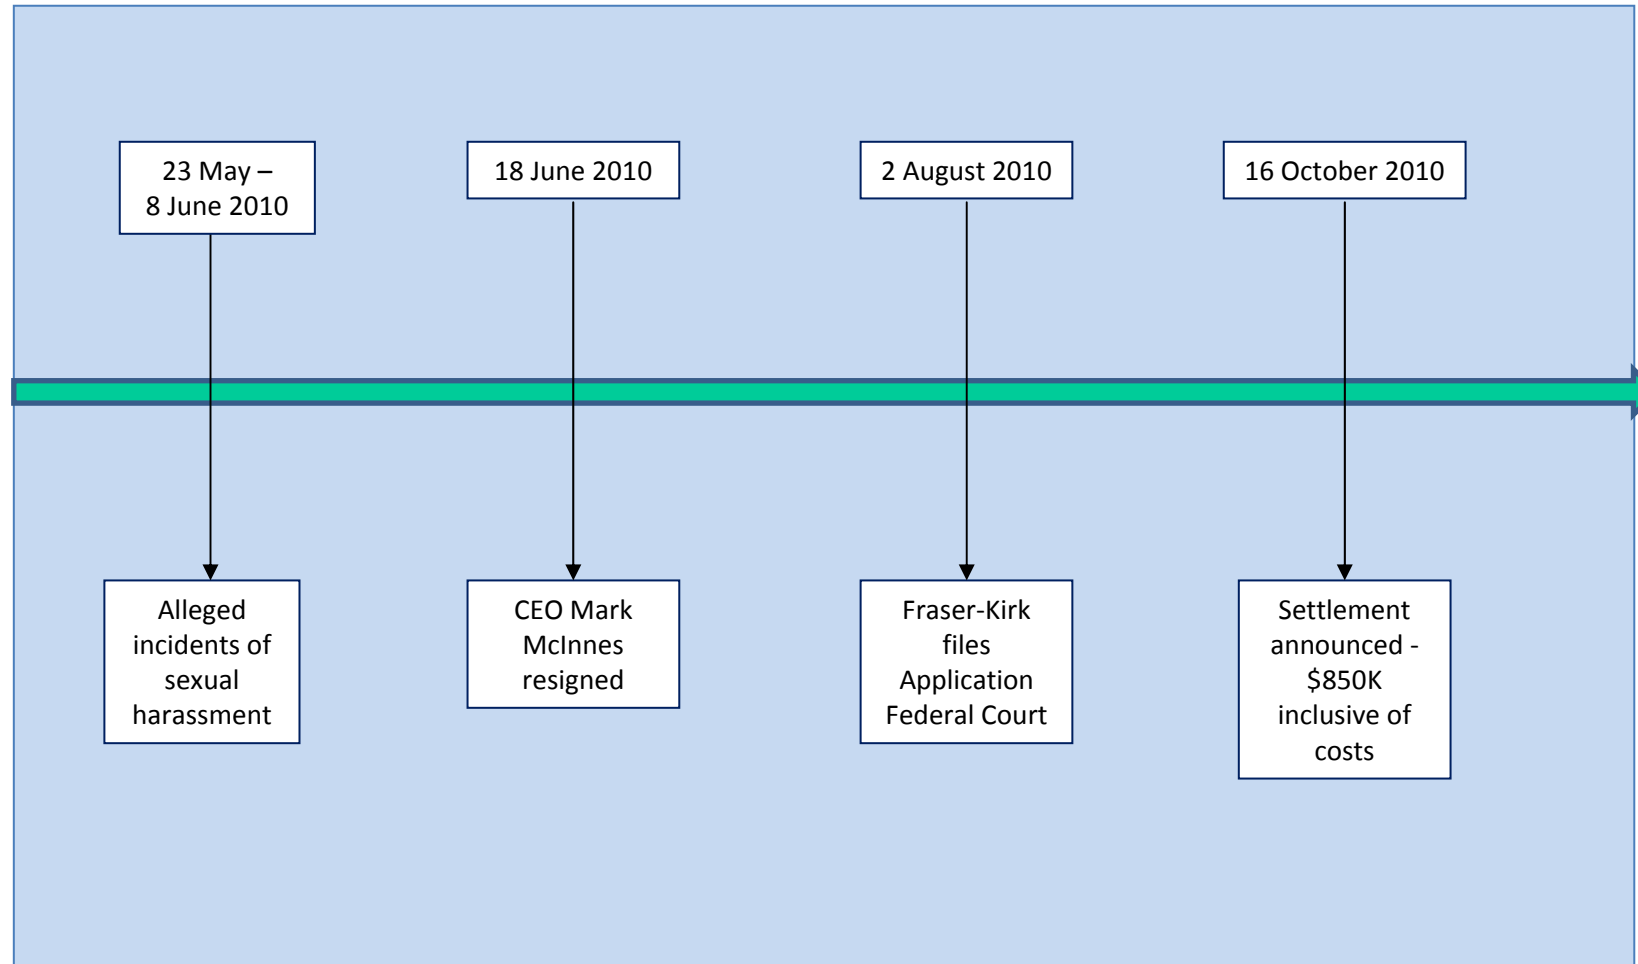 23 May –
8 June 2010
18 June 2010
2 August 2010
16 October 2010
Alleged
incidents of
sexual
harassment
CEO Mark
McInnes
resigned
Fraser-Kirk
files
Application
Federal Court
Settlement
announced -
$850K
inclusive of
costs